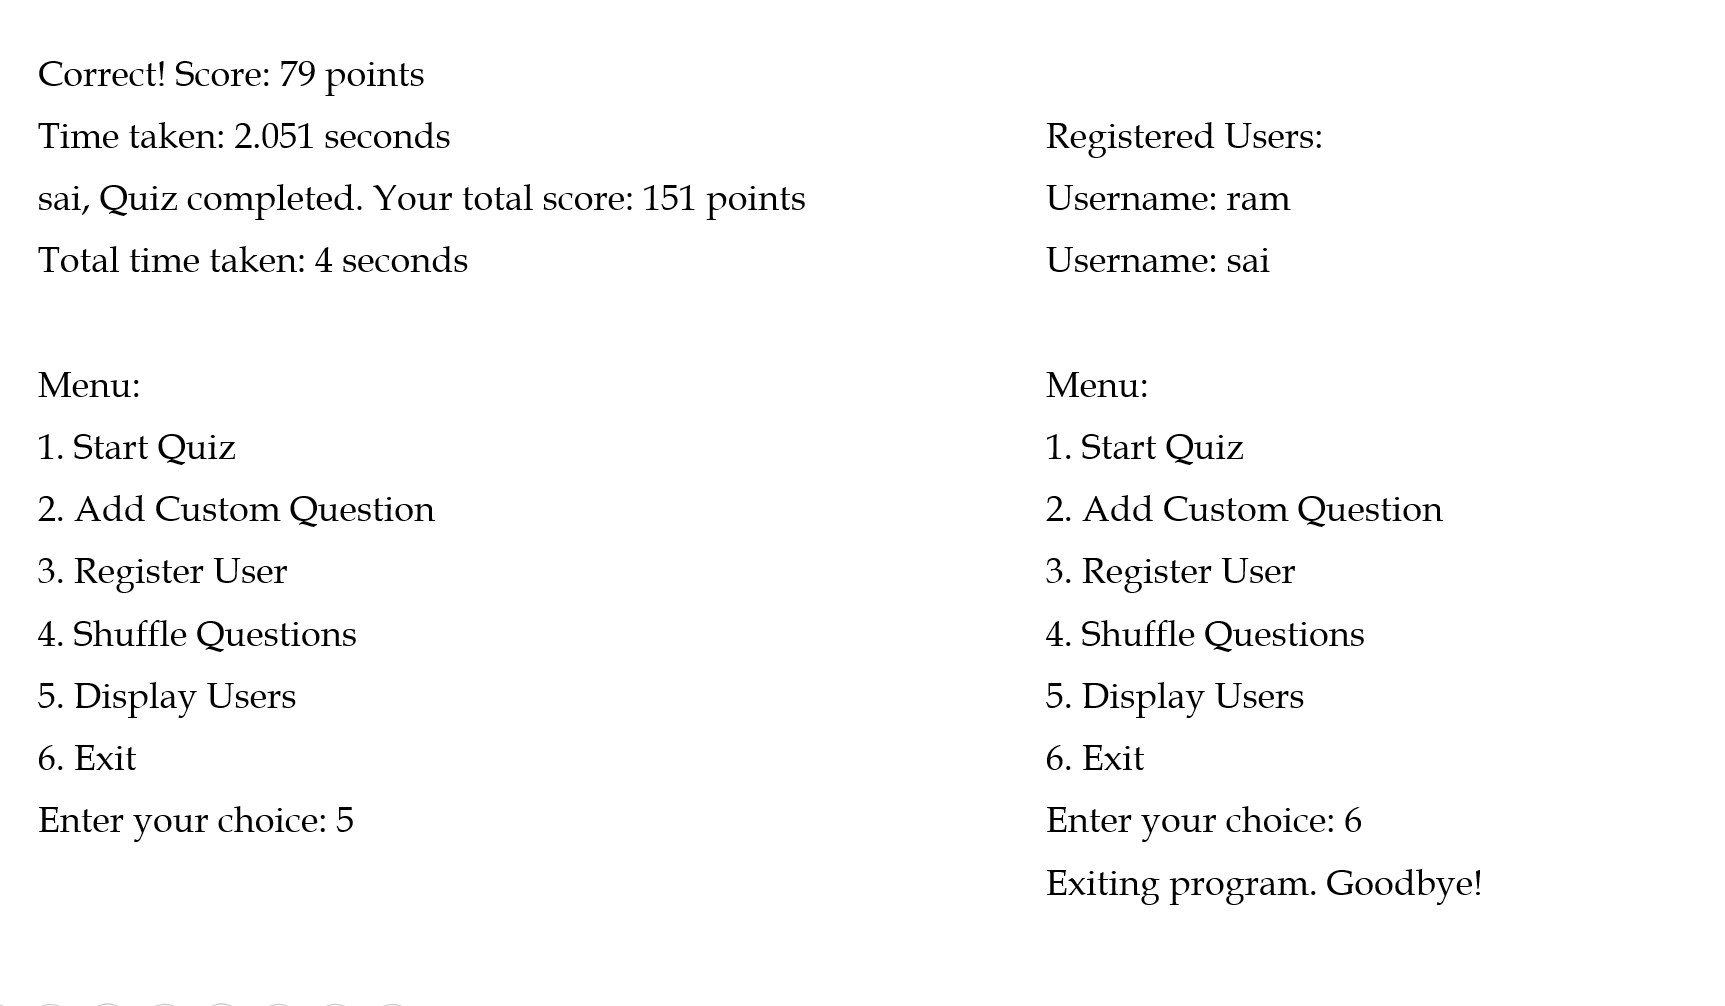 Correct! Score: 79 points
Time taken: 2.051 seconds
sai, Quiz completed. Your total score: 151 points
Total time taken: 4 seconds
Menu:
1. Start Quiz
2. Add Custom Question
3. Register User
4. Shuffle Questions
5. Display Users
6. Exit
Enter your choice: 5
Registered Users:
Username: ram
Username: sai
Menu:
1. Start Quiz
2. Add Custom Question
3. Register User
4. Shuffle Questions
5. Display Users
6. Exit
Enter your choice: 6
Exiting program. Goodbye!